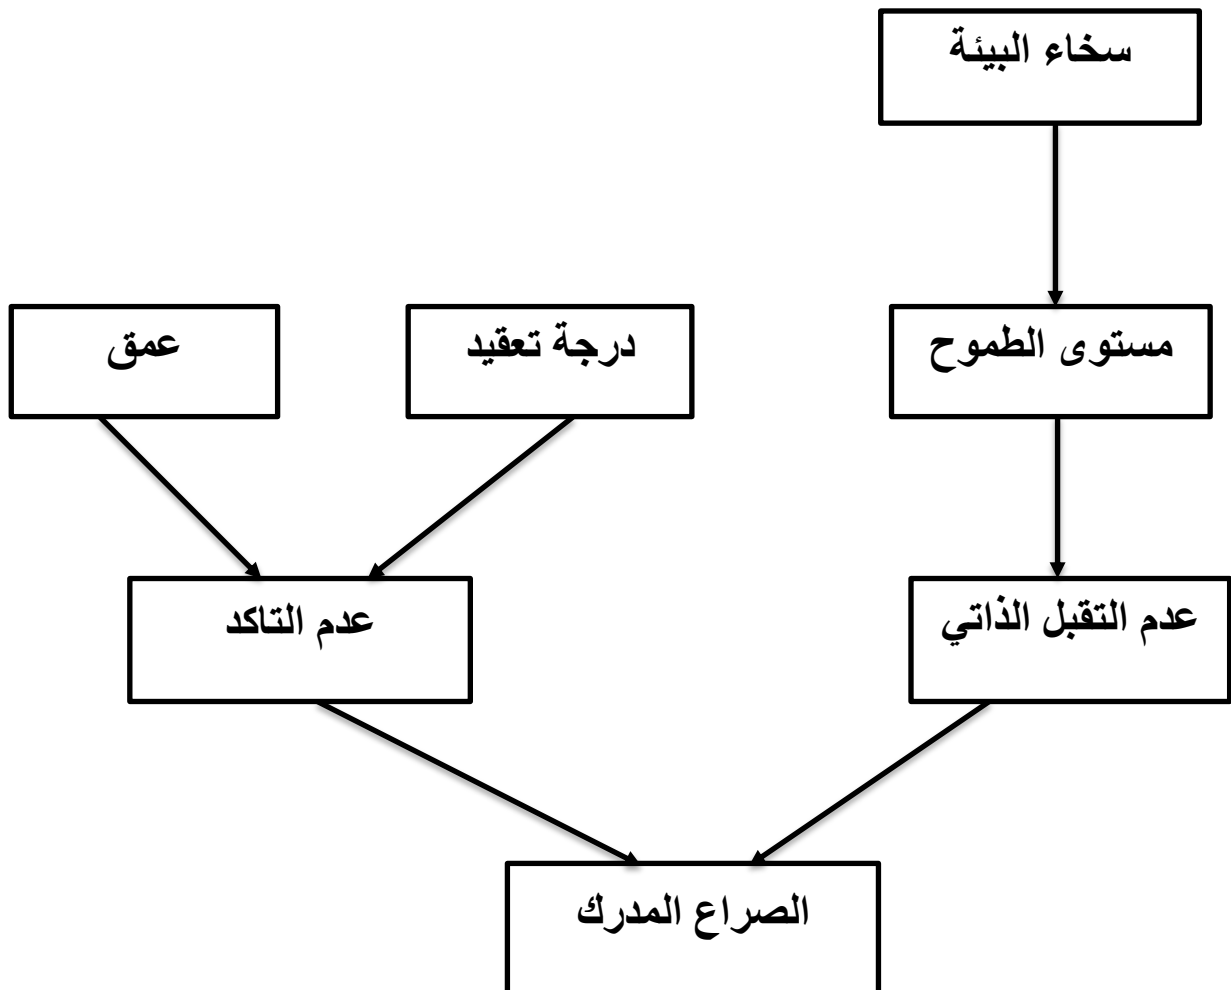 سخاء البيئة
مستوى الطموح
درجة تعقيد
عمق
عدم التقبل الذاتي
عدم التاكد
الصراع المدرك